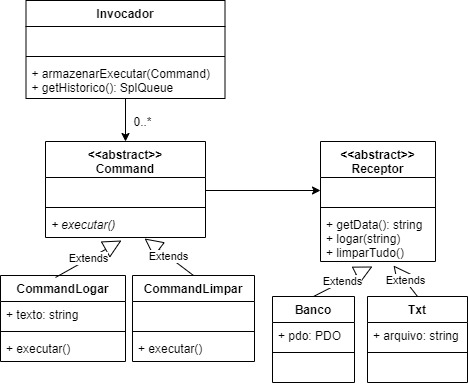 Invocador
+ armazenarExecutar(Command)
+ getHistorico(): SplQueue
0..*
<<abstract>>
Command
+ executar()
<<abstract>>
Receptor
+ getData(): string
+ logar(string)
+ limparTudo()
Extends
Extends
Extends
Extends
CommandLogar
+ texto: string
+ executar()
CommandLimpar
+ executar()
Banco
+ pdo: PDO
Txt
+ arquivo: string